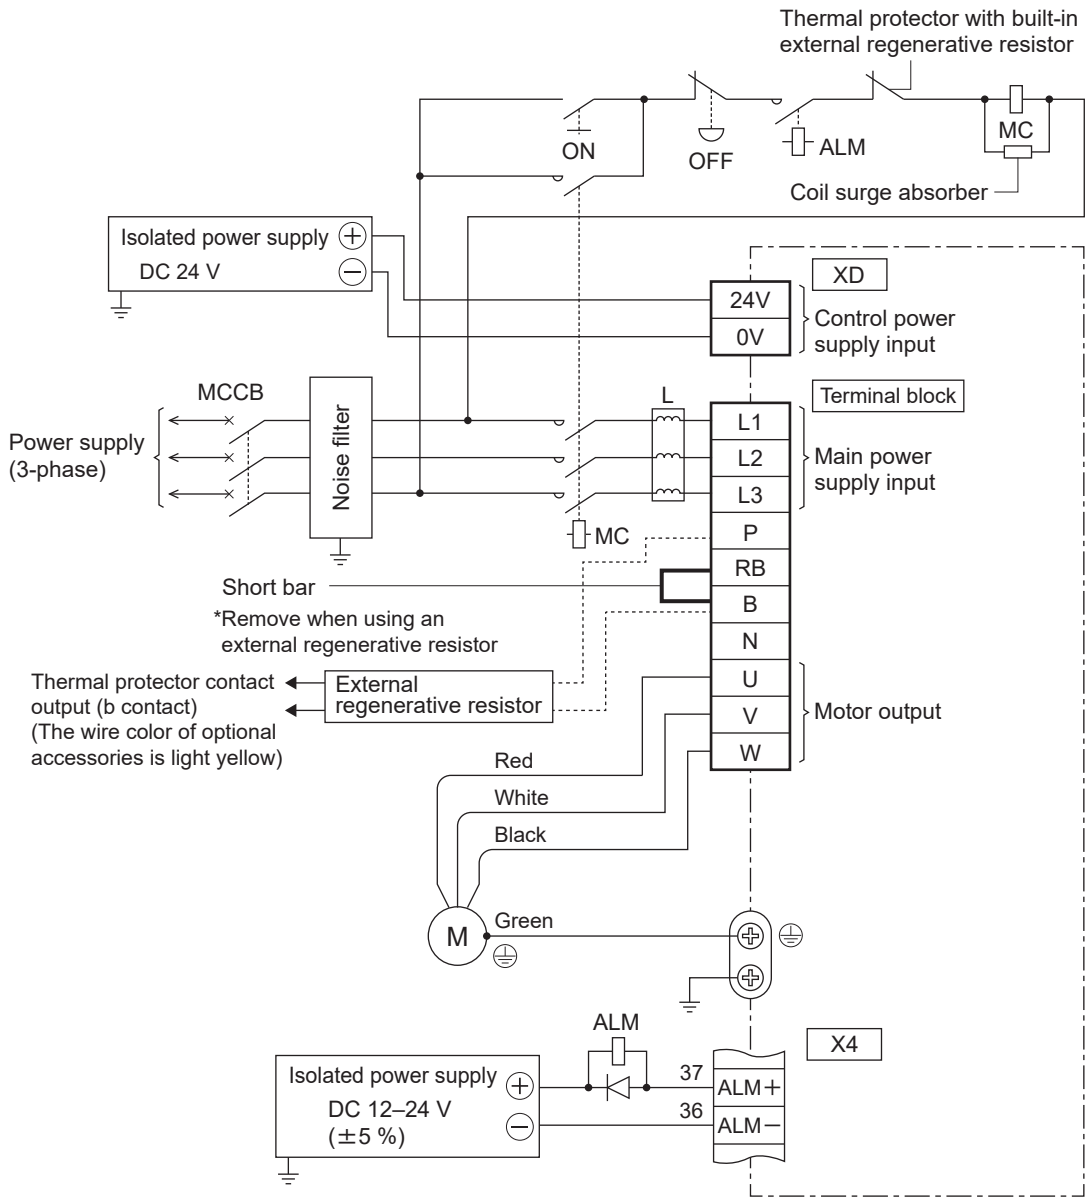 Thermal protector with built-in
external regenerative resistor
ON
OFF
ALM
MC
Coil surge absorber
Isolated power supply +
DC 24 V −
XD
24V
0V
Control power
supply input
MCCB
Noise filter
L
Terminal block
Power supply
(3-phase)
L1
L2
L3
Main power
supply input
MC
P
RB
B
N
U
V
W
Short bar
*Remove when using an
external regenerative resistor
Thermal protector contact
output (b contact)
(The wire color of optional
accessories is light yellow)
External
regenerative resistor
Motor output
Red
White
Black
M
Green
ALM
X4
Isolated power supply +
DC 12–24 V
(±5 %) −
37
36
ALM+
ALM−